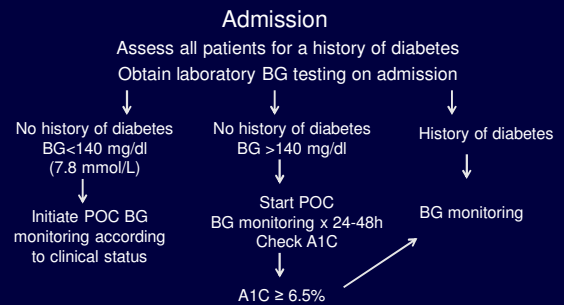 Admission
Assess all patients for a history of diabetes
Obtain laboratory BG testing on admission
No history of diabetes
BG<140 mg/dl
(7.8 mmol/L)
Initiate POC BG
monitoring according
to clinical status
No history of diabetes
BG >140 mg/dl
Start POC
BG monitoring x 24-48h
Check A1C
A1C ≥ 6.5%
History of diabetes
BG monitoring